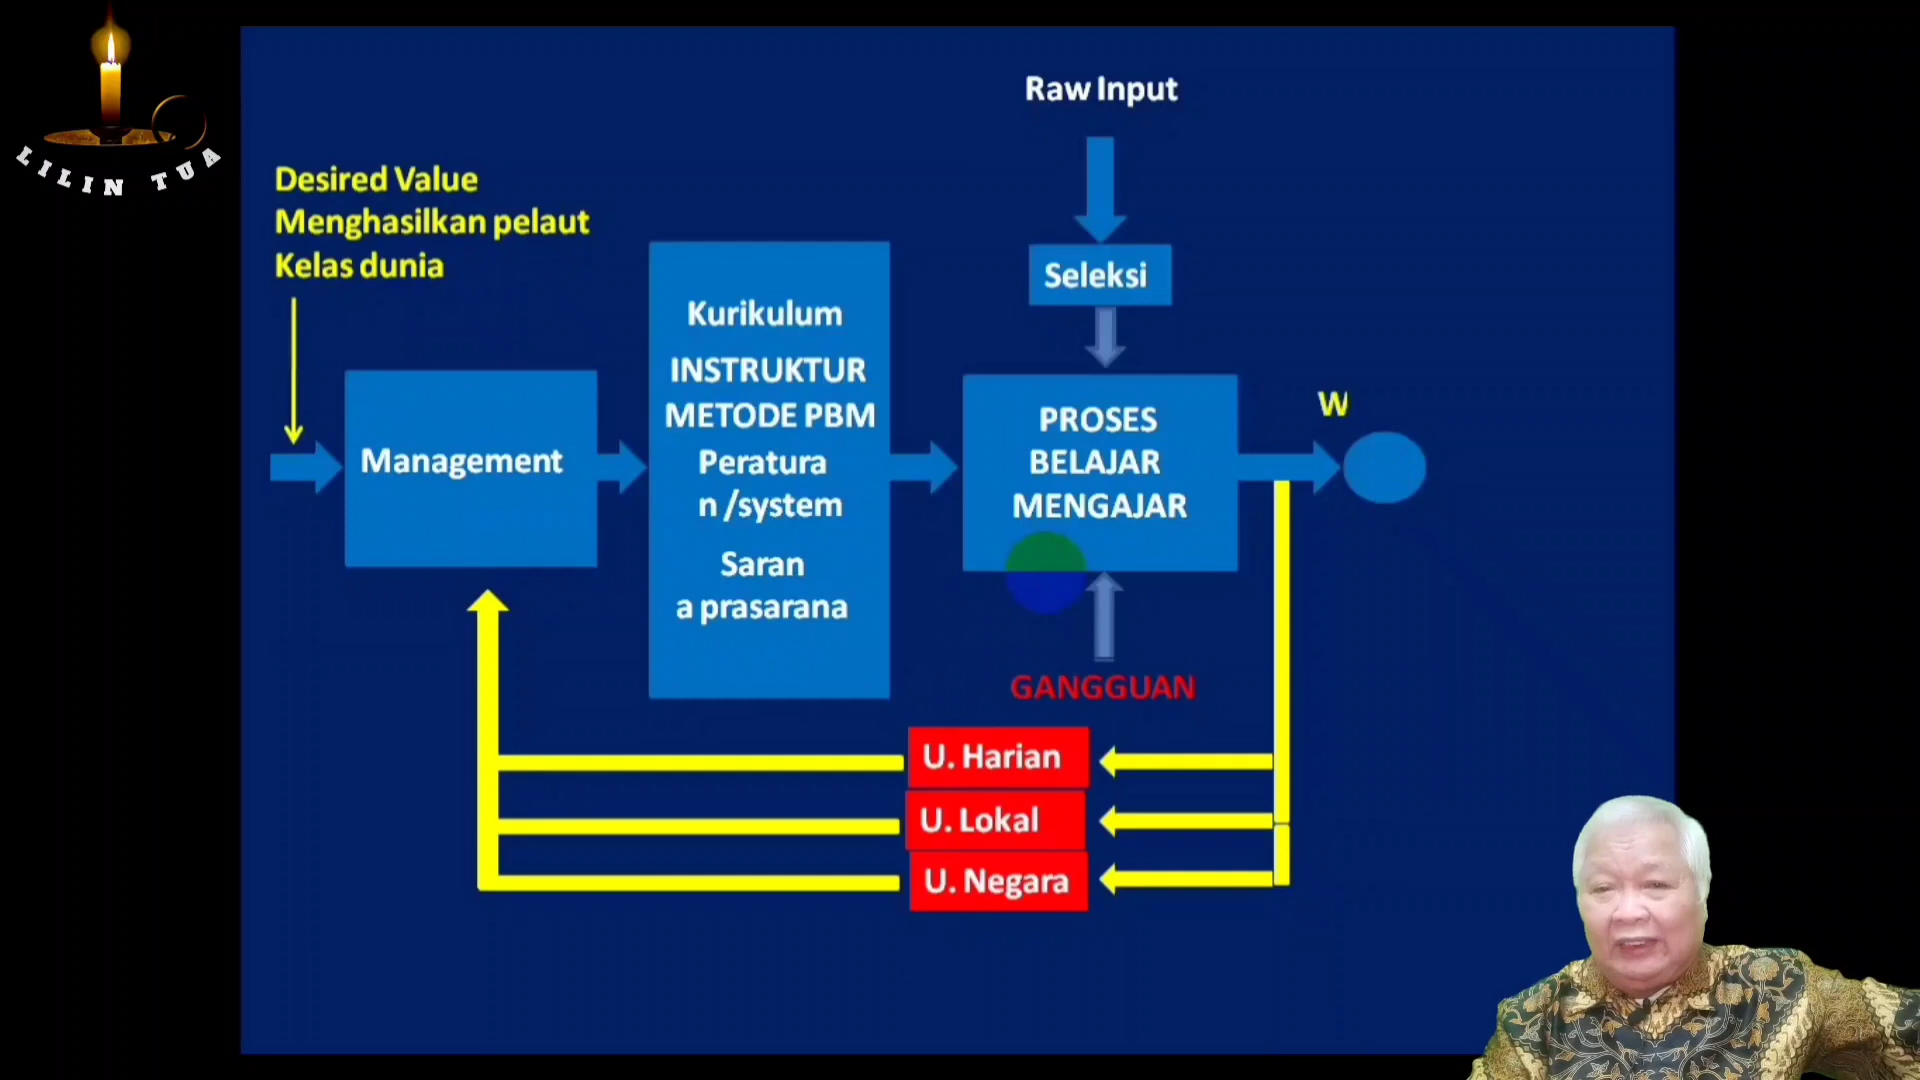 LILIN TUA
Raw Input
Desired Value
Menghasilkan pelaut
Kelas dunia
Seleksi
Kurikulum
INSTRUKTUR
METODE PBM
Peratura
n /system
Saran
a prasarana
Management
PROSES
BELAJAR
MENGAJAR
W
GANGGUAN
U. Harian
U. Lokal
U. Negara